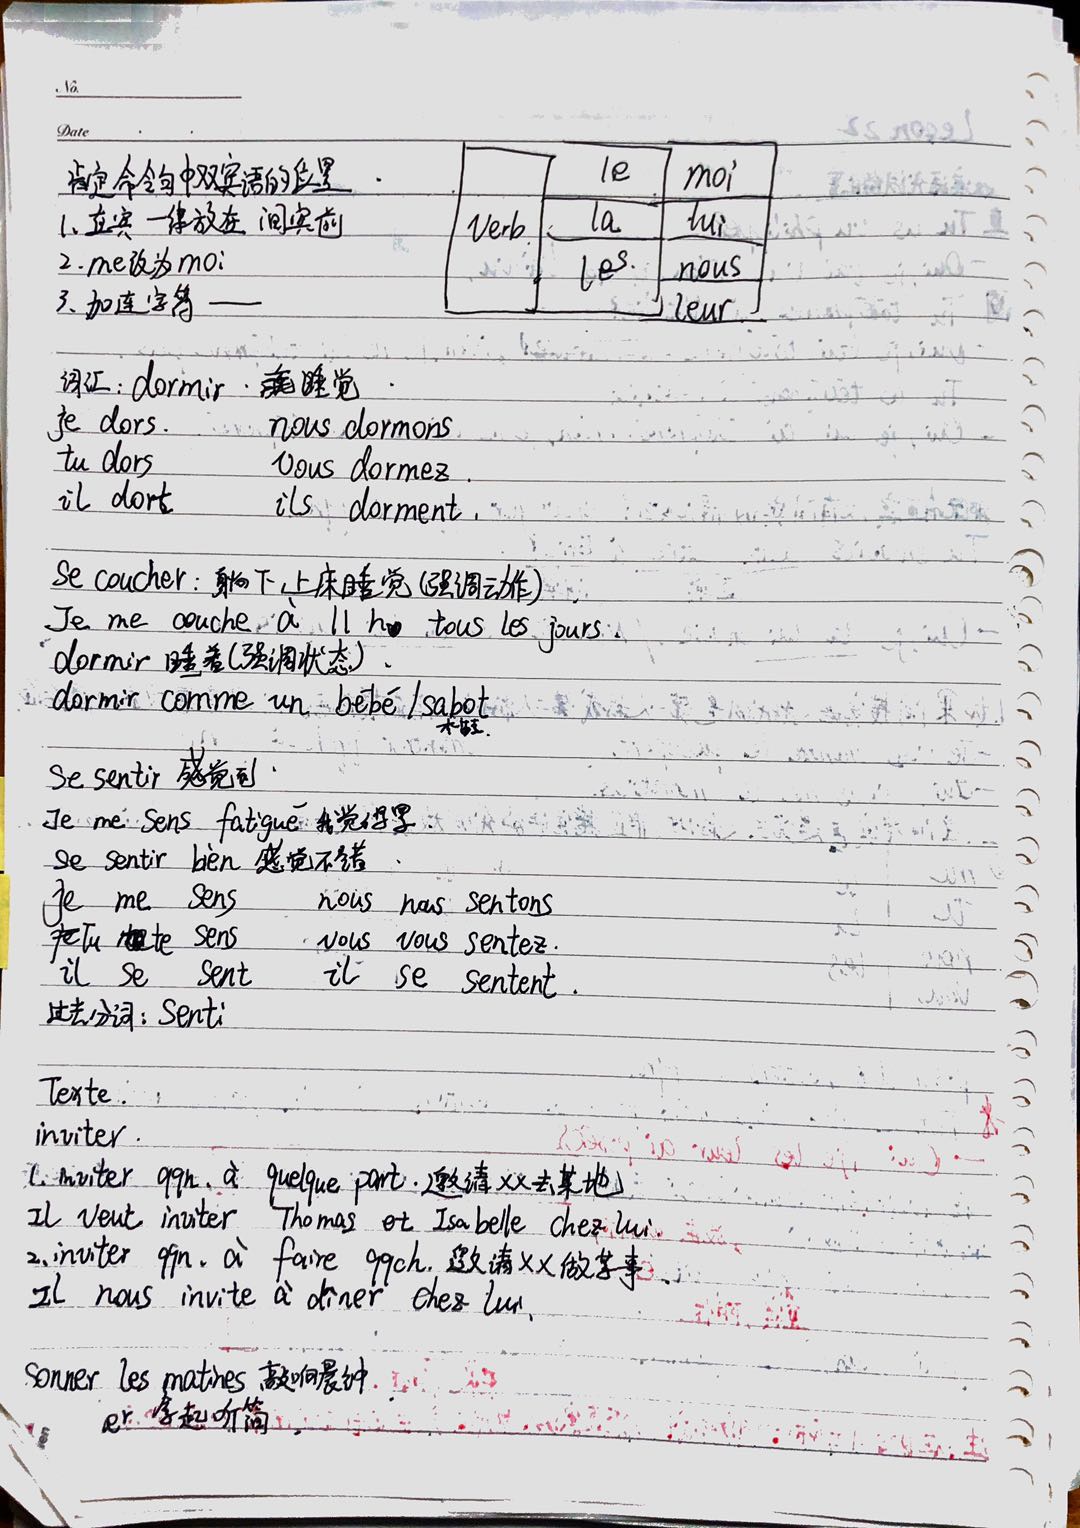 No.
Date
肯定命令句中双宾语的位置.
1、直宾一律放在间宾前
2. me改为moi
3、加连字符 —
verb le moi
la lui
les. nous
leur
词汇: dormir. 睡觉.
je dors. nous dormons
tu dors vous dormez.
il dort ils dorment.
se coucher: 躺下上床睡觉(强调动作)
Je me couche à 11 h tous les jours.
dormir 睡着(强调状态).
dormir comme un bébé/sabot
木鞋.
se sentir 感觉到.
Je me sens fatigué 我觉得累.
se sentir bien 感觉不错.
je me sens nous nous sentons
Tu te sens vous vous sentez.
il se sent il se sentent.
过去分词: senti
Texte.
inviter.
1. inviter qqn. à quelque part. 邀请xx去某地
Il veut inviter Thomas et Isabelle chez lui
2. inviter qqn. à faire qqch. 邀请xx做某事.
Il nous invite à dîner chez lui.
Sonner les matines 敲响晨钟.
er 拿起听筒.